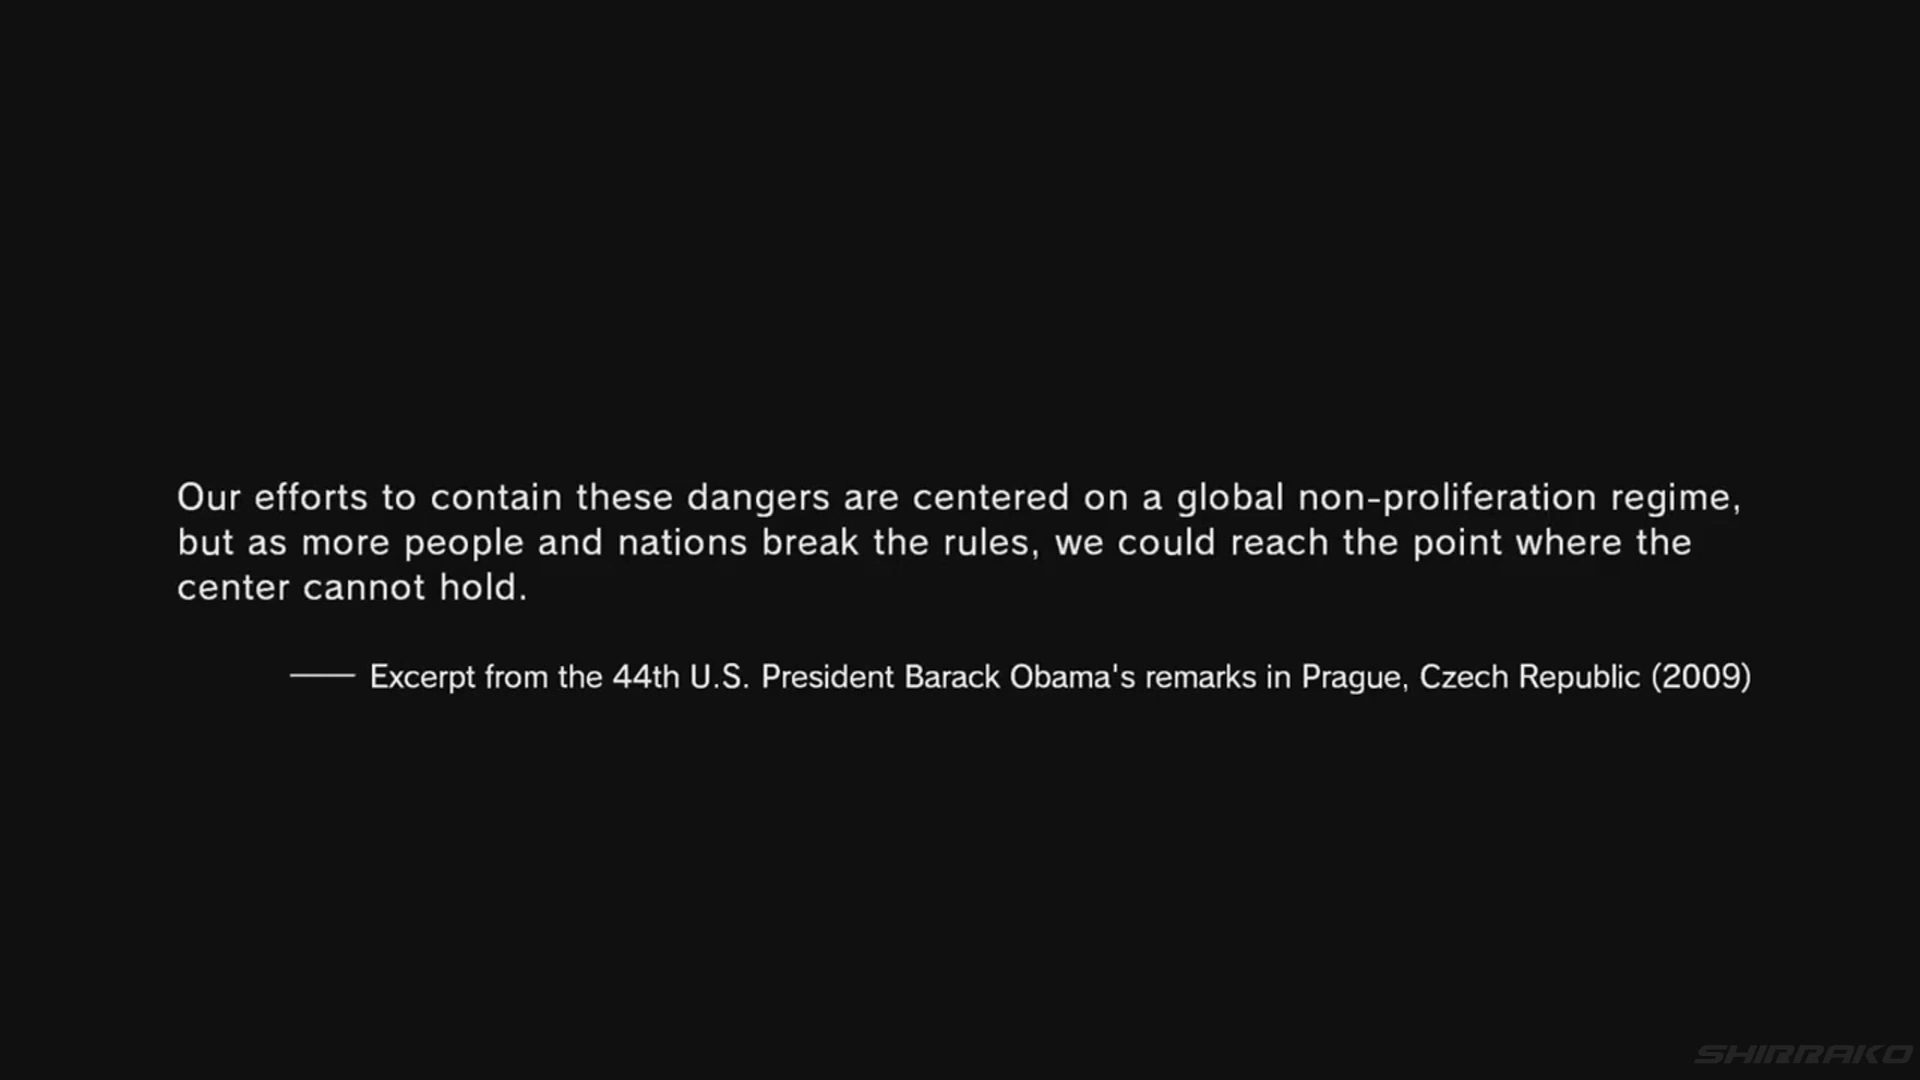 Our efforts to contain these dangers are centered on a global non-proliferation regime,
but as more people and nations break the rules, we could reach the point where the
center cannot hold.
—— Excerpt from the 44th U.S. President Barack Obama's remarks in Prague, Czech Republic (2009)
SHIRRAKO